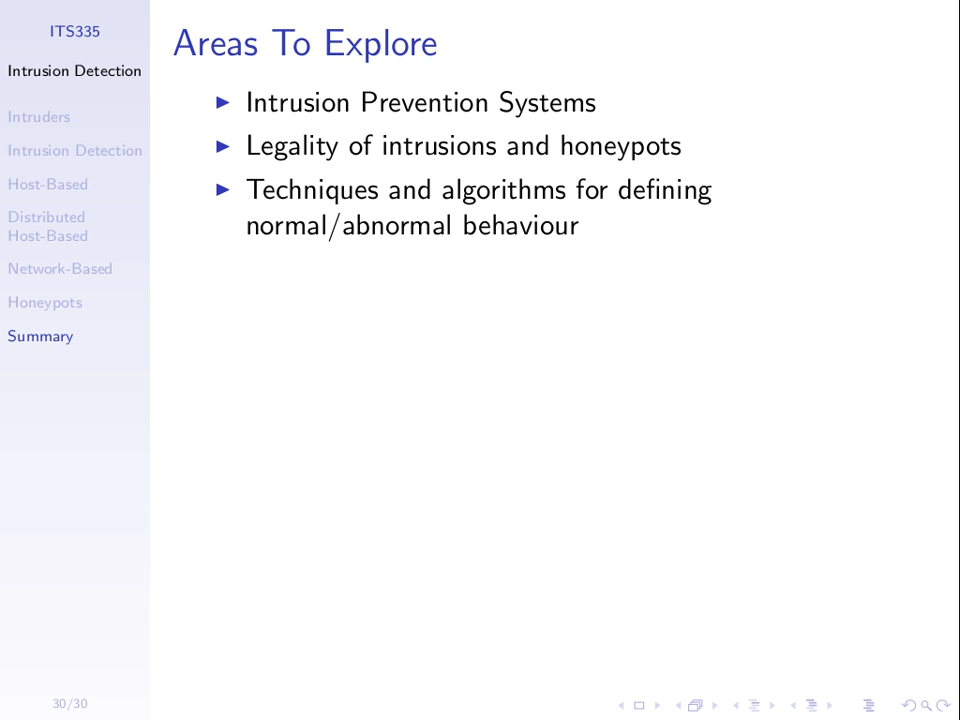 ITS335
Intrusion Detection
Intruders
Intrusion Detection
Host-Based
Distributed
Host-Based
Network-Based
Honeypots
Summary
30/30
Areas To Explore
Intrusion Prevention Systems
Legality of intrusions and honeypots
Techniques and algorithms for defining
normal/abnormal behaviour